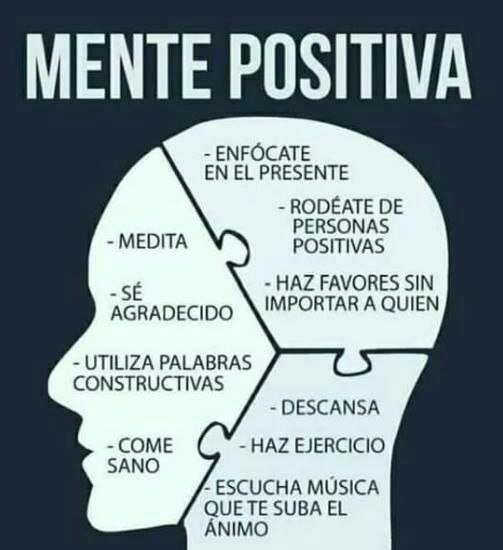 MENTE POSITIVA
- ENFÓCATE
EN EL PRESENTE
- RODÉATE DE
PERSONAS
POSITIVAS
- HAZ FAVORES SIN
IMPORTAR A QUIEN
- MEDITA
- SÉ
AGRADECIDO
- UTILIZA PALABRAS
CONSTRUCTIVAS
- COME
SANO
- DESCANSA
- HAZ EJERCICIO
- ESCUCHA MÚSICA
QUE TE SUBA EL
ÁNIMO